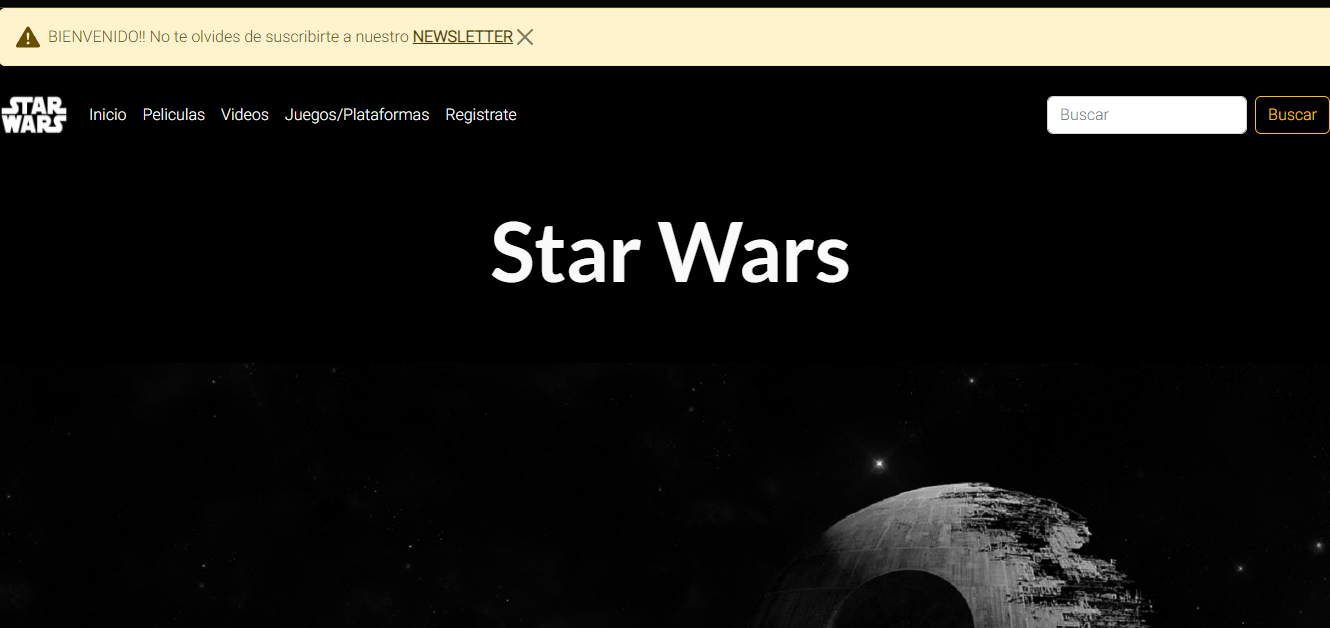 BIENVENIDO!! No te olvides de suscribirte a nuestro NEWSLETTER
STAR
WARS
Inicio Peliculas Videos Juegos/Plataformas Registrate
Buscar Buscar
Star Wars